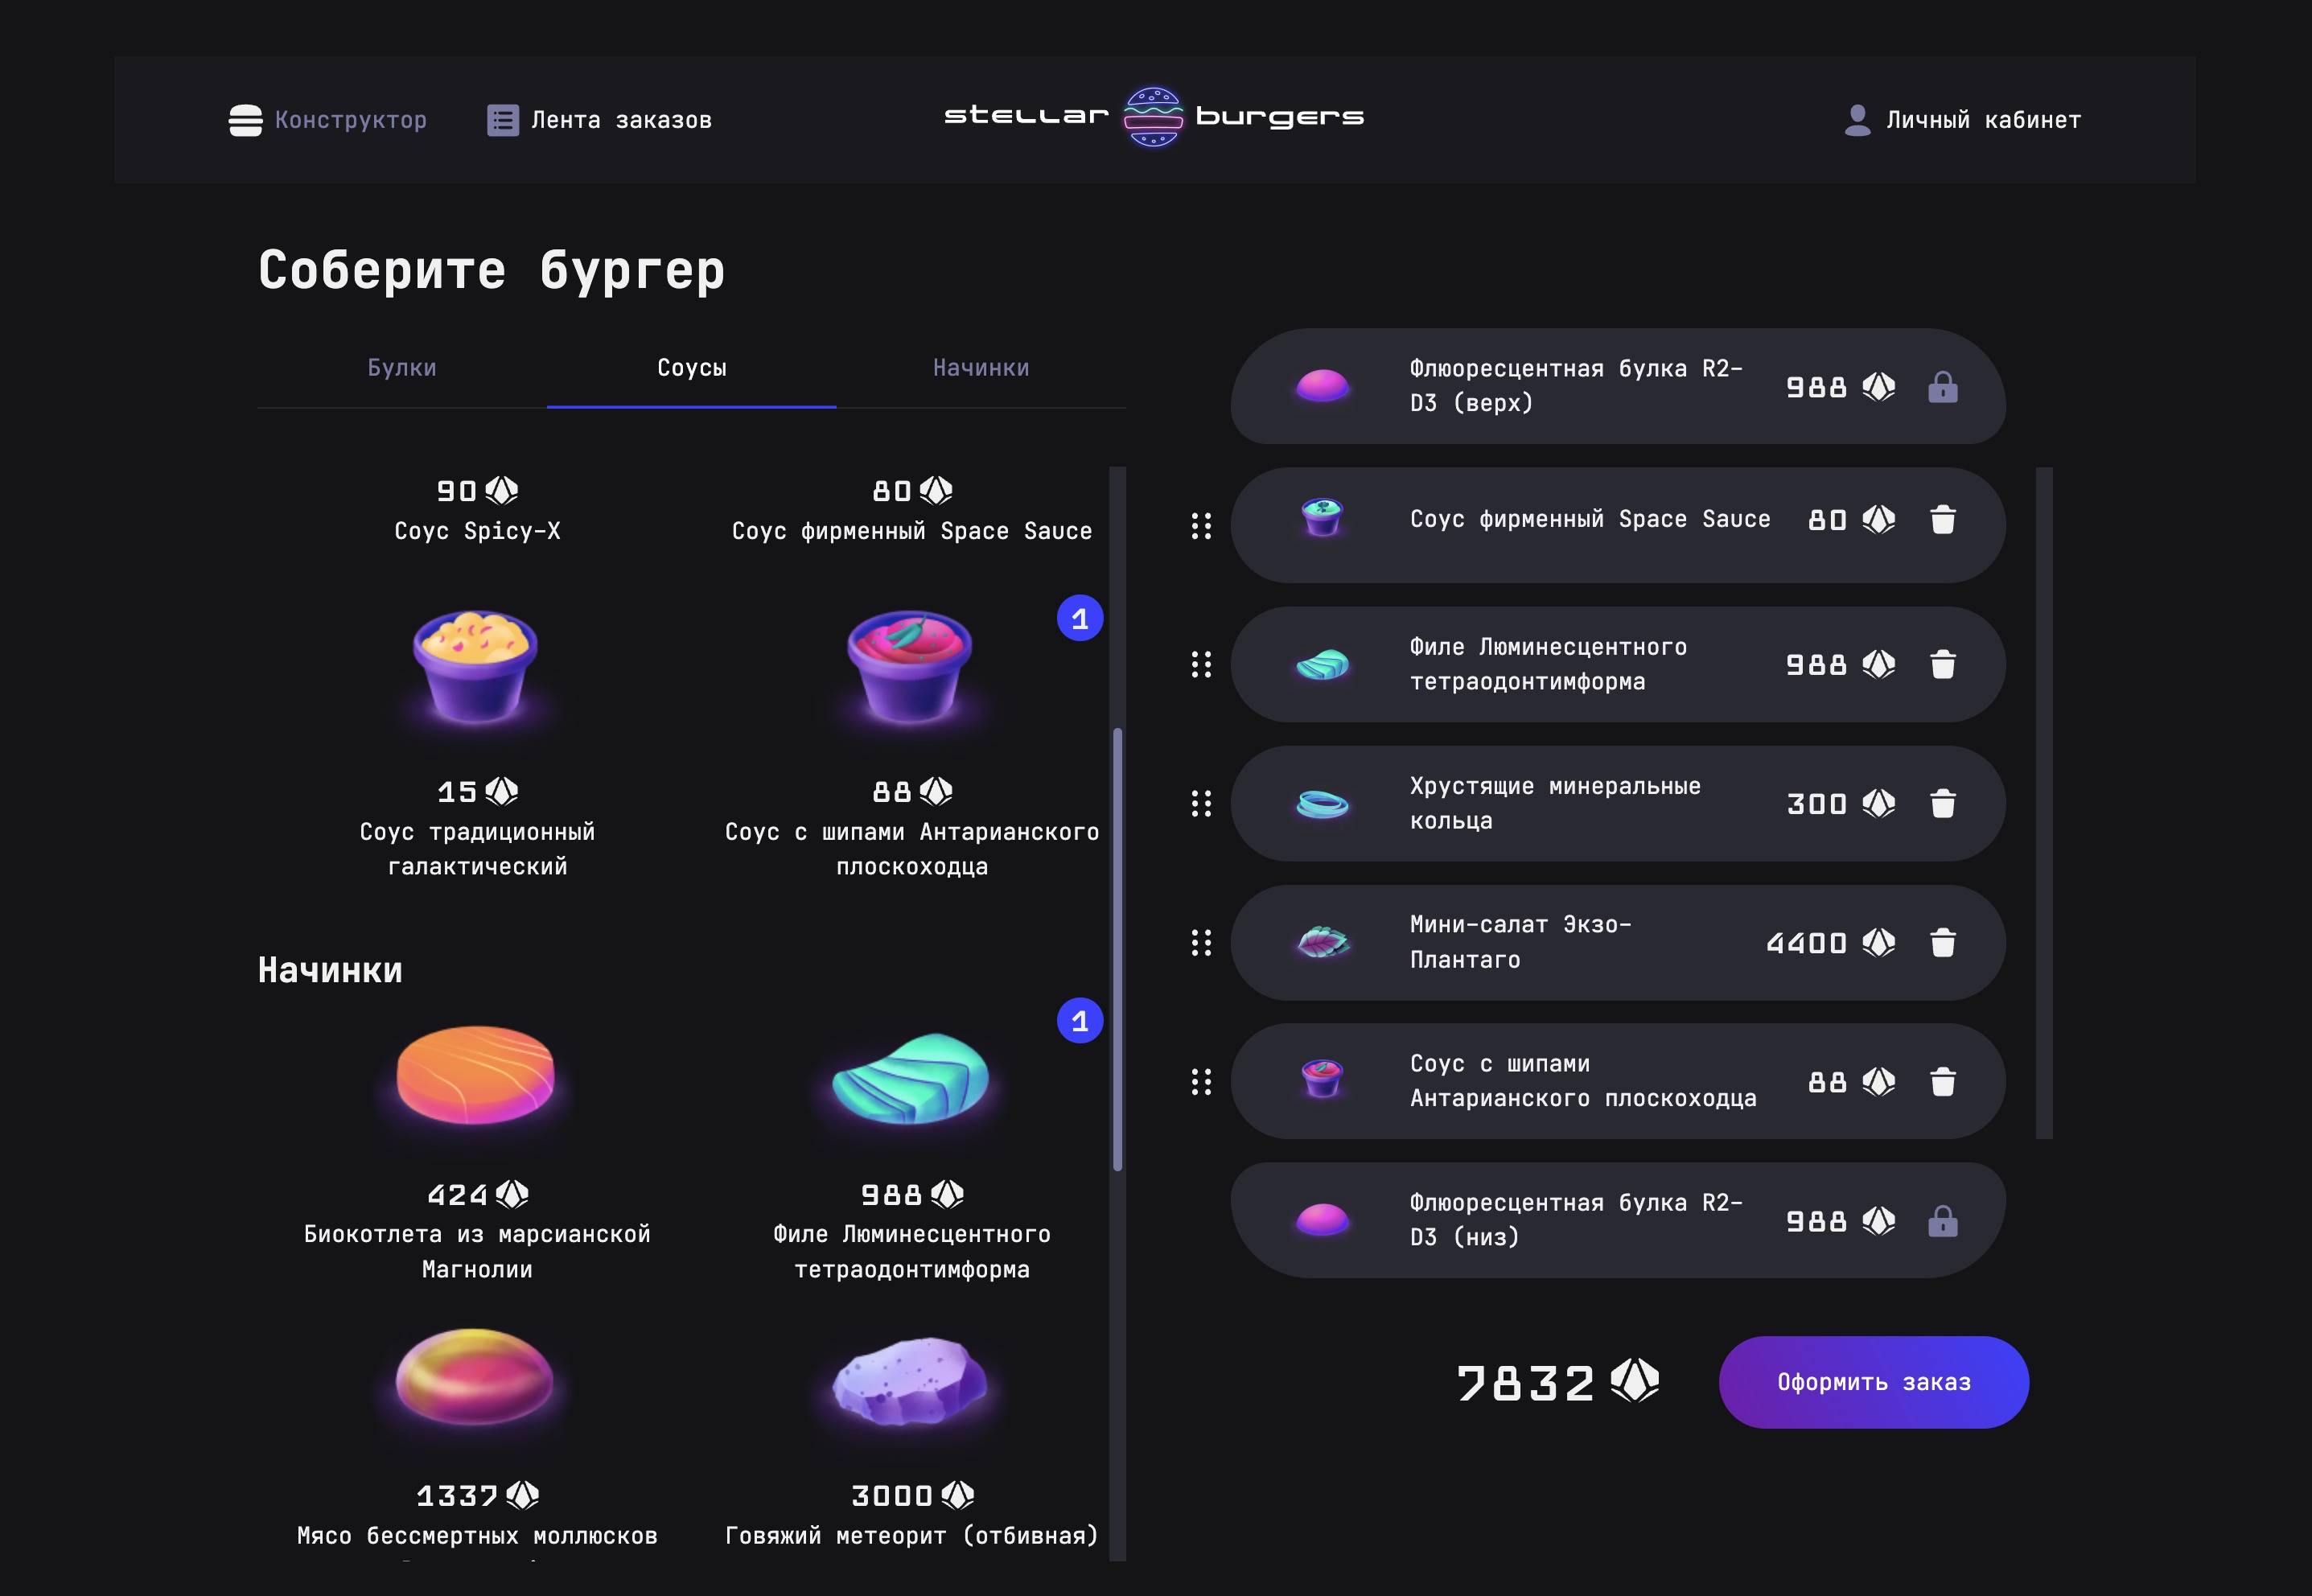 Конструктор
Лента заказов
stellar burgers
Личный кабинет
Соберите бургер
Булки
Соусы
Начинки
90
Соус Spicy-X
80
Соус фирменный Space Sauce
1
15
Соус традиционный
галактический
88
Соус с шипами Антарианского
плоскоходца
Начинки
1
424
Биокотлета из марсианской
Магнолии
988
Филе Люминесцентного
тетраодонтимформа
1337
Мясо бессмертных моллюсков
3000
Говяжий метеорит (отбивная)
Флюоресцентная булка R2-
D3 (верх)
988
Соус фирменный Space Sauce
80
Филе Люминесцентного
тетраодонтимформа
988
Хрустящие минеральные
кольца
300
Мини-салат Экзо-
Плантаго
4400
Соус с шипами
Антарианского плоскоходца
88
Флюоресцентная булка R2-
D3 (низ)
988
7832
Оформить заказ